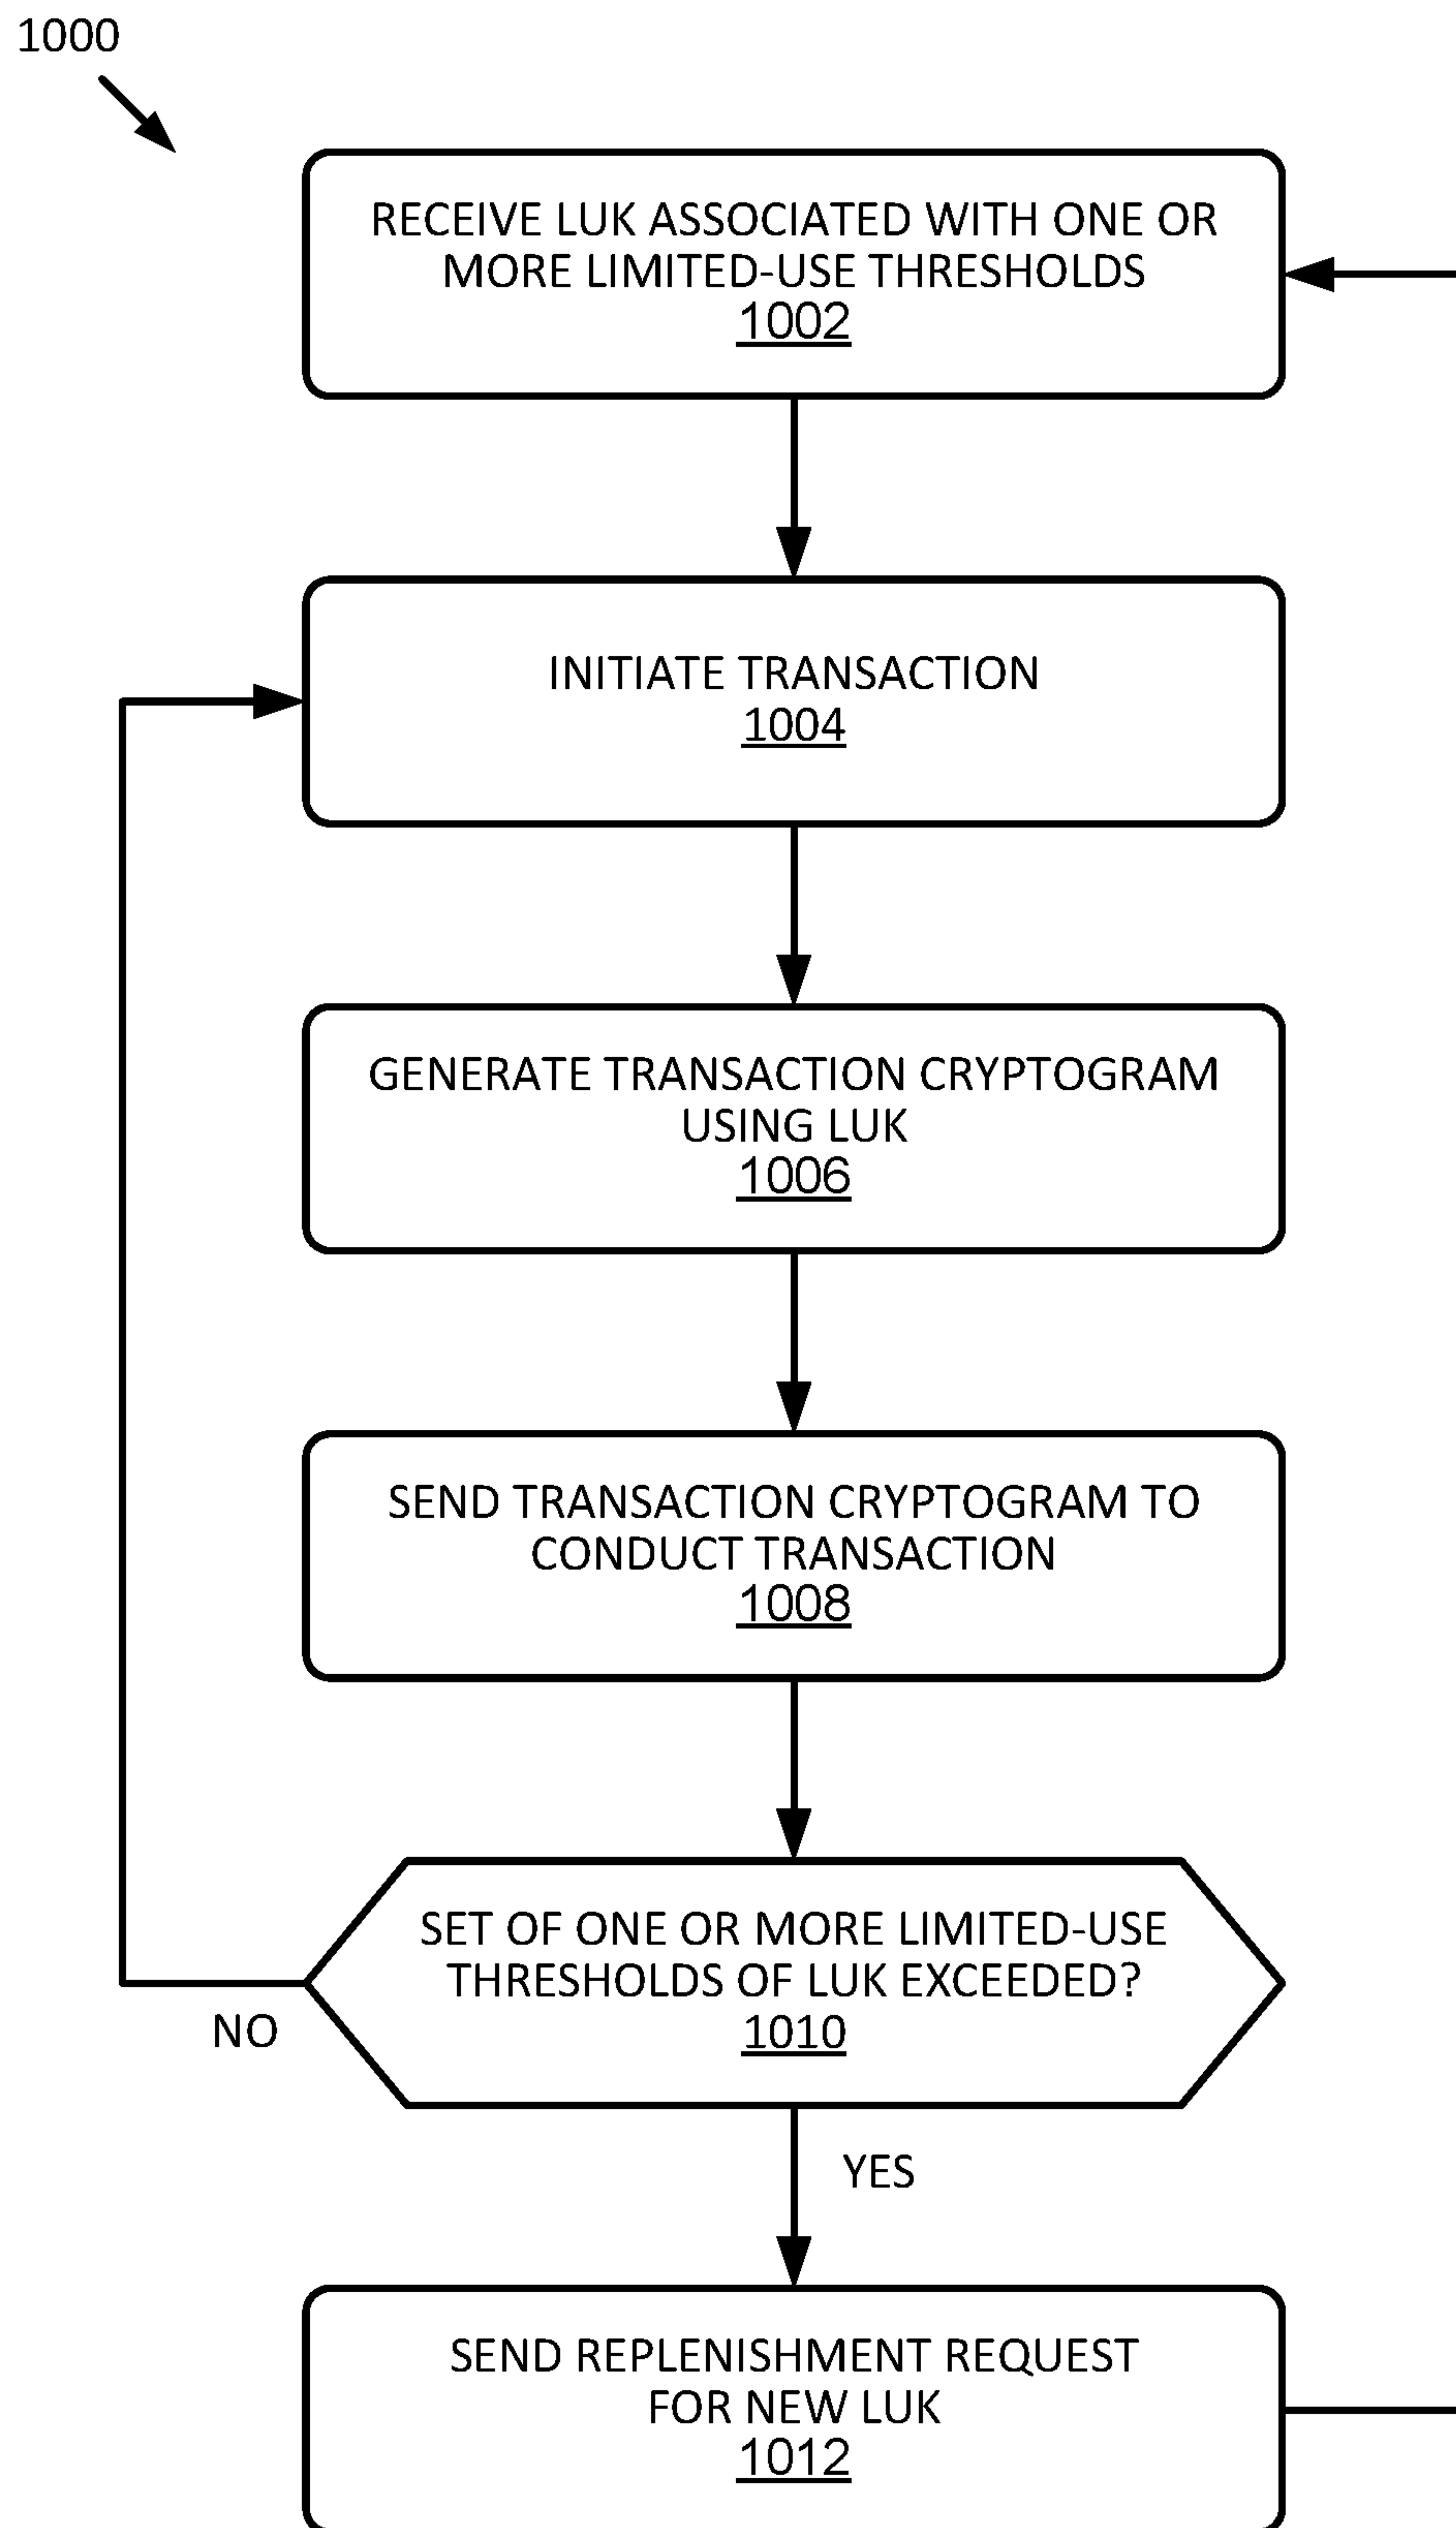 1000
RECEIVE LUK ASSOCIATED WITH ONE OR
MORE LIMITED-USE THRESHOLDS
1002
INITIATE TRANSACTION
1004
GENERATE TRANSACTION CRYPTOGRAM
USING LUK
1006
SEND TRANSACTION CRYPTOGRAM TO
CONDUCT TRANSACTION
1008
SET OF ONE OR MORE LIMITED-USE
THRESHOLDS OF LUK EXCEEDED?
1010
NO
YES
SEND REPLENISHMENT REQUEST
FOR NEW LUK
1012